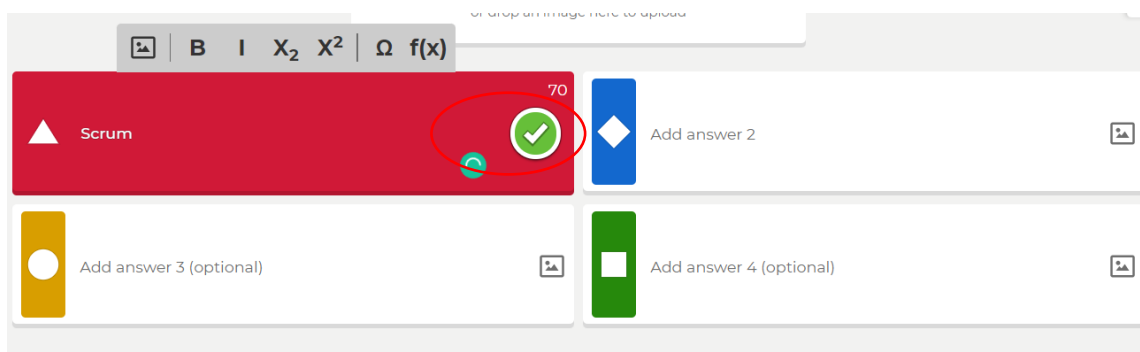 or drop an image here to upload
B I X₂ X² Ω f(x)
70
Scrum
Add answer 2
Add answer 3 (optional)
Add answer 4 (optional)